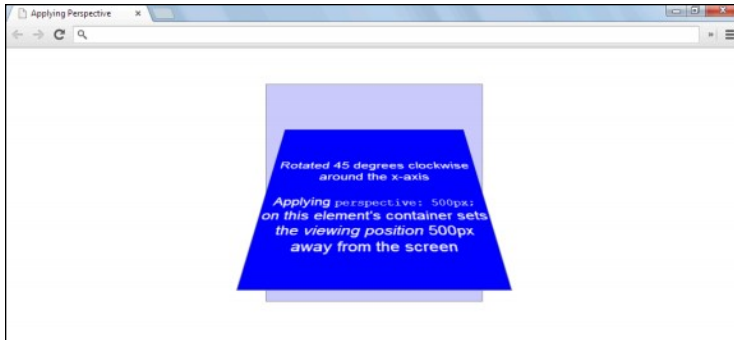 Applying Perspective
Rotated 45 degrees clockwise
around the x-axis
Applying perspective: 500px;
on this element's container sets
the viewing position 500px
away from the screen